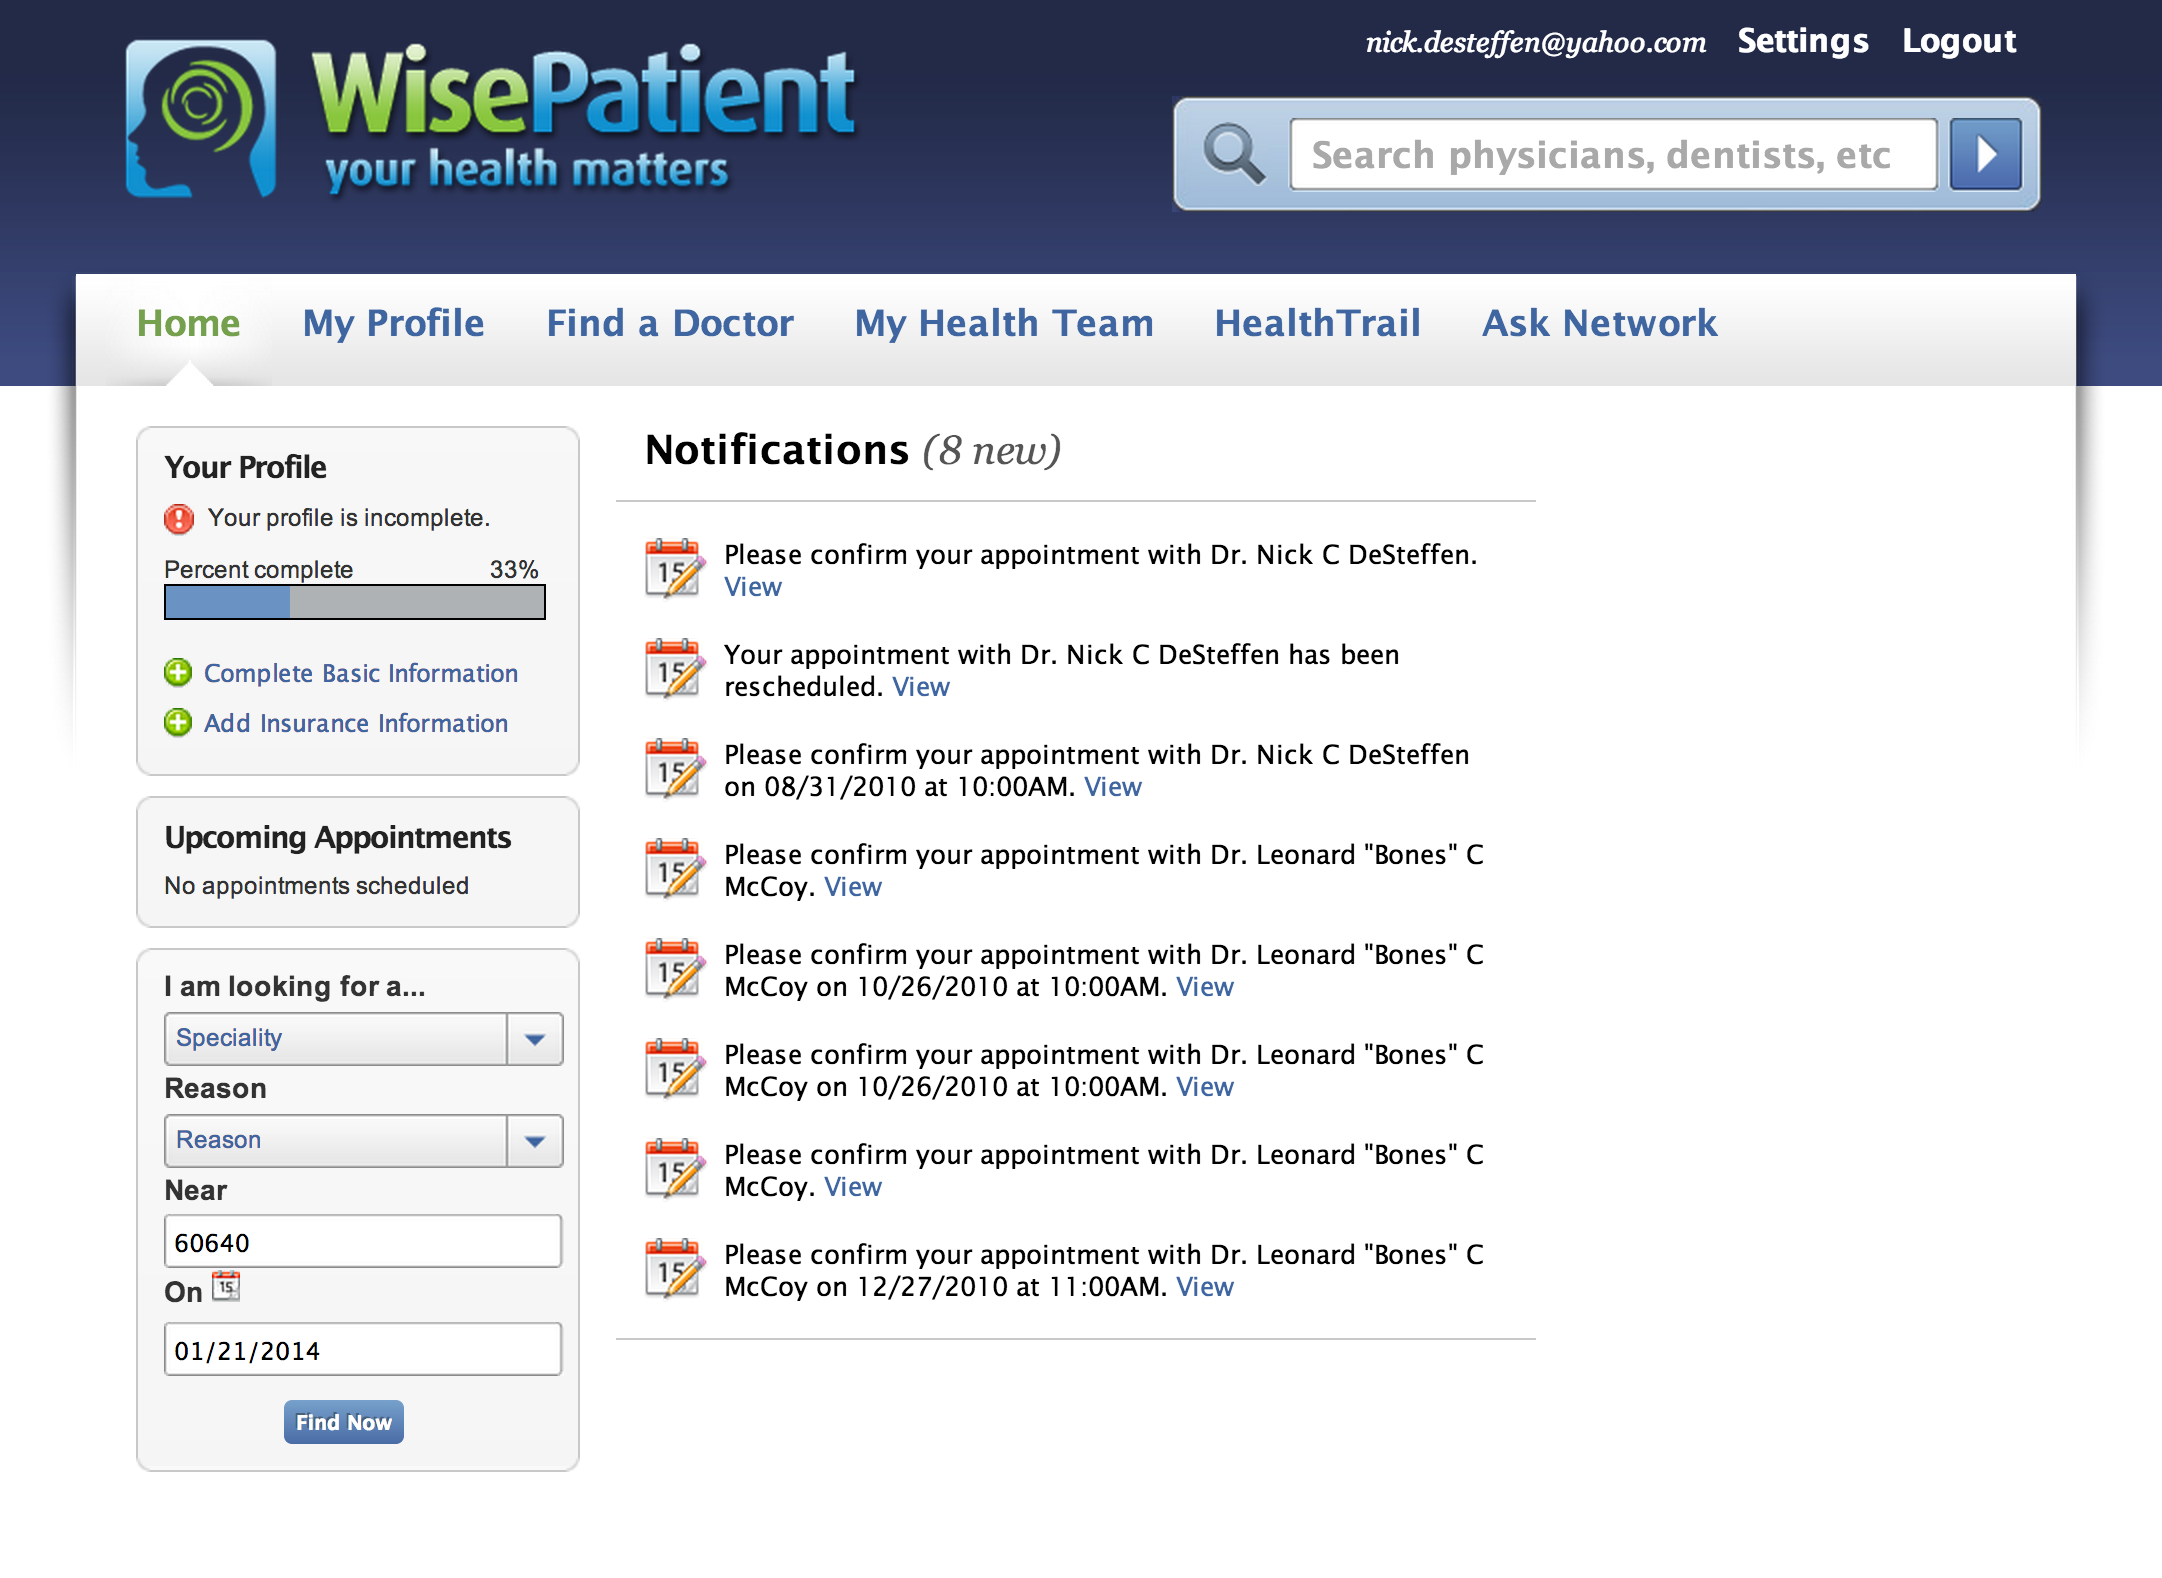 nick.desteffen@yahoo.com Settings Logout
WisePatient
your health matters
Search physicians, dentists, etc
Home My Profile Find a Doctor My Health Team HealthTrail Ask Network
Your Profile
Your profile is incomplete.
Percent complete 33%
Complete Basic Information
Add Insurance Information
Upcoming Appointments
No appointments scheduled
I am looking for a...
Speciality
Reason
Reason
Near
60640
On 15
01/21/2014
Find Now
Notifications (8 new)
15 Please confirm your appointment with Dr. Nick C DeSteffen.
View
15 Your appointment with Dr. Nick C DeSteffen has been
rescheduled. View
15 Please confirm your appointment with Dr. Nick C DeSteffen
on 08/31/2010 at 10:00AM. View
15 Please confirm your appointment with Dr. Leonard "Bones" C
McCoy. View
15 Please confirm your appointment with Dr. Leonard "Bones" C
McCoy on 10/26/2010 at 10:00AM. View
15 Please confirm your appointment with Dr. Leonard "Bones" C
McCoy on 10/26/2010 at 10:00AM. View
15 Please confirm your appointment with Dr. Leonard "Bones" C
McCoy. View
15 Please confirm your appointment with Dr. Leonard "Bones" C
McCoy on 12/27/2010 at 11:00AM. View